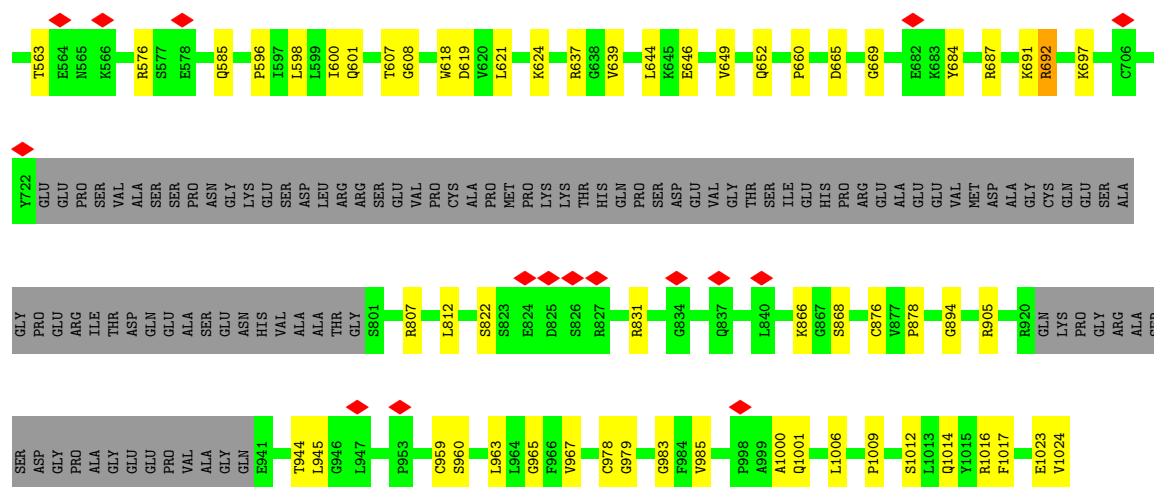 T563 E564 N565 K566 R576 S577 E578 Q585 P596 I597 L598 L599 I600 Q601 T607 G608 W618 D619 V620 L621 K624 R637 G638 V639 L644 K645 E646 V649 Q652 P660 D665 G669 E682 K683 Y684 R687 K691 R692 K697 C706
Y722 GLU GLU PRO SER VAL ALA SER SER PRO ASN GLY LYS GLU SER ASP LEU ARG ARG SER GLU VAL PRO CYS ALA PRO MET PRO LYS LYS THR HIS GLN PRO SER ASP GLU VAL GLY THR SER ILE GLU HIS PRO ARG GLU ALA GLU GLU VAL MET ASP ALA GLY CYS GLN GLU SER ALA
GLY PRO GLU ARG ILE THR ASP GLN GLU ALA SER GLU ASN HIS VAL ALA ALA THR GLY S801 R807 L812 S822 S823 E824 D825 S826 R827 R831 G834 Q837 L840 K866 G867 S868 C876 V877 P878 G894 R905 R920 GLN LYS PRO GLY ARG ALA SER
SER ASP GLY PRO ALA GLY GLU GLU PRO VAL ALA GLY GLN E941 T944 L945 G946 L947 P953 C959 S960 L963 L964 G965 F966 V967 C978 G979 G983 F984 V985 P998 A999 A1000 Q1001 L1006 P1009 S1012 L1013 Q1014 Y1015 R1016 F1017 E1023 V1024